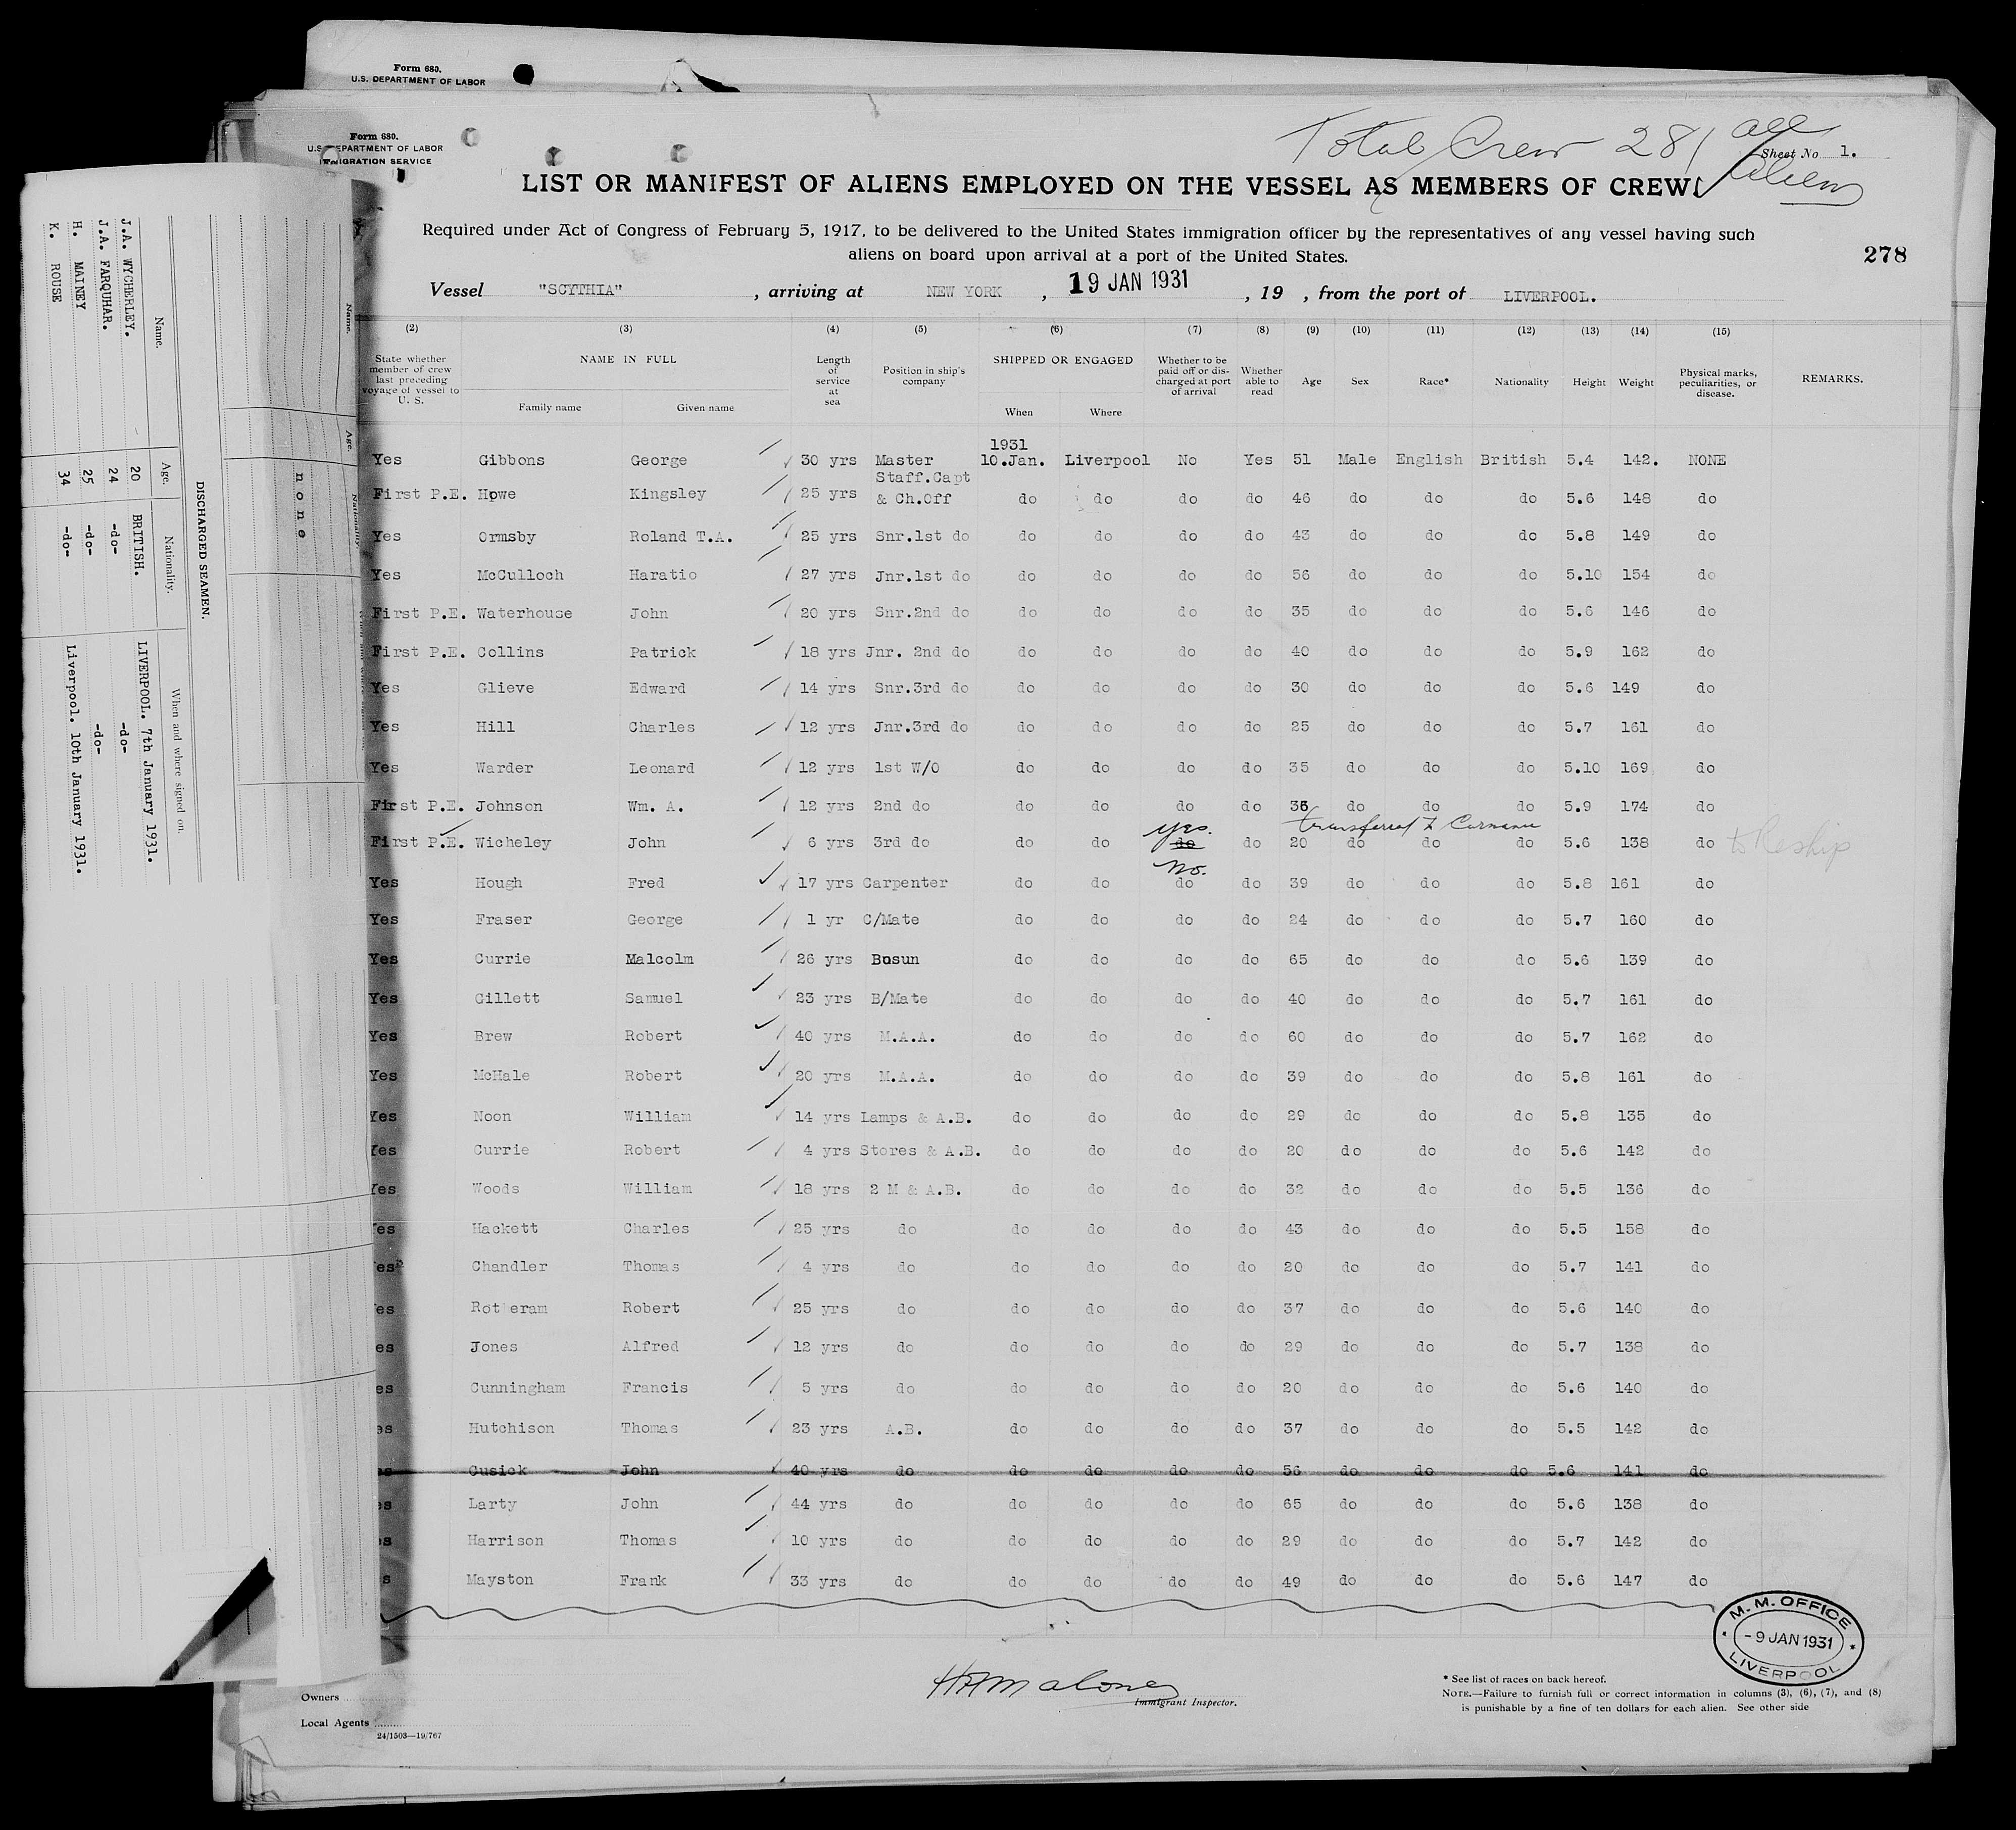 Form 680.
U.S. DEPARTMENT OF LABOR
Form 680.
U.S. DEPARTMENT OF LABOR
IMMIGRATION SERVICE
Total Crew 281 all Aliens
Sheet No 1.
LIST OR MANIFEST OF ALIENS EMPLOYED ON THE VESSEL AS MEMBERS OF CREW
Required under Act of Congress of February 5, 1917, to be delivered to the United States immigration officer by the representatives of any vessel having such
aliens on board upon arrival at a port of the United States.
278
Vessel "SCYTHIA", arriving at NEW YORK, 19 JAN 1931, 19 , from the port of LIVERPOOL.
(2) (3) (4) (5) (6) (7) (8) (9) (10) (11) (12) (13) (14) (15)
State whether member of crew last preceding voyage of vessel to U. S. NAME IN FULL Family name Given name Length of service at sea Position in ship's company SHIPPED OR ENGAGED When Where Whether to be paid off or discharged at port of arrival Whether able to read Age Sex Race* Nationality Height Weight Physical marks, peculiarities, or disease. REMARKS.
1931
Yes Gibbons George 30 yrs Master 10.Jan. Liverpool No Yes 51 Male English British 5.4 142. NONE
First P.E. Howe Kingsley 25 yrs Staff.Capt & Ch.Off do do do do 46 do do do 5.6 148 do
Yes Ormsby Roland T.A. 25 yrs Snr.1st do do do do do 43 do do do 5.8 149 do
Yes McCulloch Haratio 27 yrs Jnr.1st do do do do do 56 do do do 5.10 154 do
First P.E. Waterhouse John 20 yrs Snr.2nd do do do do do 35 do do do 5.6 146 do
First P.E. Collins Patrick 18 yrs Jnr. 2nd do do do do do 40 do do do 5.9 162 do
Yes Glieve Edward 14 yrs Snr.3rd do do do do do 30 do do do 5.6 149 do
Yes Hill Charles 12 yrs Jnr.3rd do do do do do 25 do do do 5.7 161 do
Yes Warder Leonard 12 yrs 1st W/O do do do do 35 do do do 5.10 169 do
First P.E. Johnson Wm. A. 12 yrs 2nd do do do do do 36 do do do 5.9 174 do
yes. transferred to Carmania
First P.E. Wicheley John 6 yrs 3rd do do do do do 20 do do do 5.6 138 do to Reship
No.
Yes Hough Fred 17 yrs Carpenter do do do do 39 do do do 5.8 161 do
Yes Fraser George 1 yr C/Mate do do do do 24 do do do 5.7 160 do
Yes Currie Malcolm 26 yrs Bosun do do do do 65 do do do 5.6 139 do
Yes Gillett Samuel 23 yrs B/Mate do do do do 40 do do do 5.7 161 do
Yes Brew Robert 40 yrs M.A.A. do do do do 60 do do do 5.7 162 do
Yes McHale Robert 20 yrs M.A.A. do do do do 39 do do do 5.8 161 do
Yes Noon William 14 yrs Lamps & A.B. do do do do 29 do do do 5.8 135 do
Yes Currie Robert 4 yrs Stores & A.B. do do do do 20 do do do 5.6 142 do
Yes Woods William 18 yrs 2 M & A.B. do do do do 32 do do do 5.5 136 do
es Hackett Charles 25 yrs do do do do do 43 do do do 5.5 158 do
es Chandler Thomas 4 yrs do do do do do 20 do do do 5.7 141 do
es Rotheram Robert 25 yrs do do do do do 37 do do do 5.6 140 do
es Jones Alfred 12 yrs do do do do do 29 do do do 5.7 138 do
es Cunningham Francis 5 yrs do do do do do 20 do do do 5.6 140 do
es Hutchison Thomas 23 yrs A.B. do do do do 37 do do do 5.5 142 do
es Cusick John 40 yrs do do do do do 56 do do do 5.6 141 do
es Larty John 44 yrs do do do do do 65 do do do 5.6 138 do
s Harrison Thomas 10 yrs do do do do do 29 do do do 5.7 142 do
s Mayston Frank 33 yrs do do do do do 49 do do do 5.6 147 do
M. M. OFFICE
- 9 JAN 1931
LIVERPOOL
Immigrant Inspector.
* See list of races on back hereof.
NOTE.—Failure to furnish full or correct information in columns (3), (6), (7), and (8)
is punishable by a fine of ten dollars for each alien. See other side
Owners
Local Agents
24/1503—19/767
Name.
Age.
Nationality.
none
DISCHARGED SEAMEN.
Name. Age. Nationality. When and where signed on.
J.A. WYCHERLEY. 20 BRITISH. LIVERPOOL. 7th January 1931.
J.A. FARQUHAR. 24 -do- -do-
H. MAINEY 25 -do- -do-
K. ROUSE 34 -do- Liverpool. 10th January 1931.